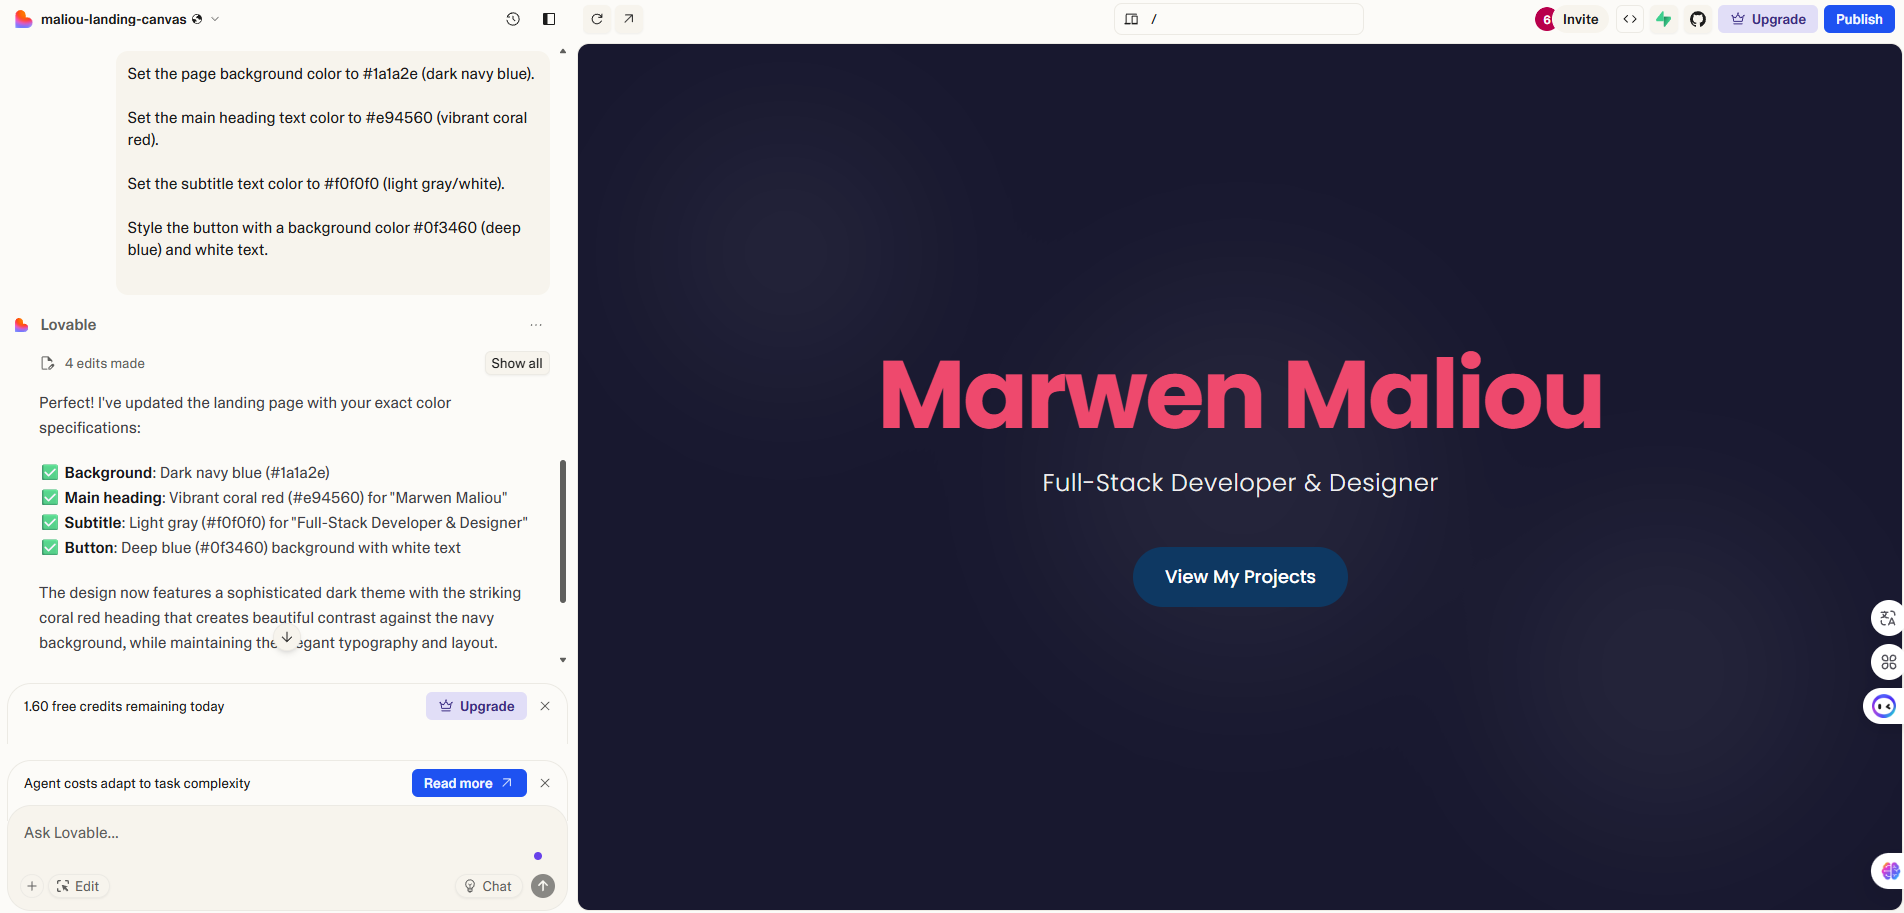 maliou-landing-canvas
/
6
Invite
Upgrade
Publish
Set the page background color to #1a1a2e (dark navy blue).
Set the main heading text color to #e94560 (vibrant coral
red).
Set the subtitle text color to #f0f0f0 (light gray/white).
Style the button with a background color #0f3460 (deep
blue) and white text.
Lovable
4 edits made
Show all
Perfect! I've updated the landing page with your exact color
specifications:
✅ Background: Dark navy blue (#1a1a2e)
✅ Main heading: Vibrant coral red (#e94560) for "Marwen Maliou"
✅ Subtitle: Light gray (#f0f0f0) for "Full-Stack Developer & Designer"
✅ Button: Deep blue (#0f3460) background with white text
The design now features a sophisticated dark theme with the striking
coral red heading that creates beautiful contrast against the navy
background, while maintaining the egant typography and layout.
1.60 free credits remaining today
Upgrade
Agent costs adapt to task complexity
Read more
Ask Lovable...
Edit
Chat
Marwen Maliou
Full-Stack Developer & Designer
View My Projects